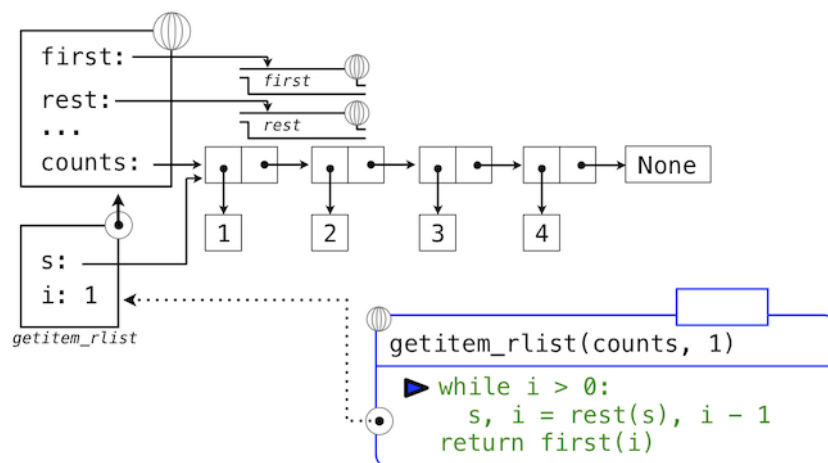 first:
first
rest:
rest
...
counts:
None
1 2 3 4
s:
i: 1
getitem_rlist
getitem_rlist(counts, 1)
while i > 0:
s, i = rest(s), i - 1
return first(i)